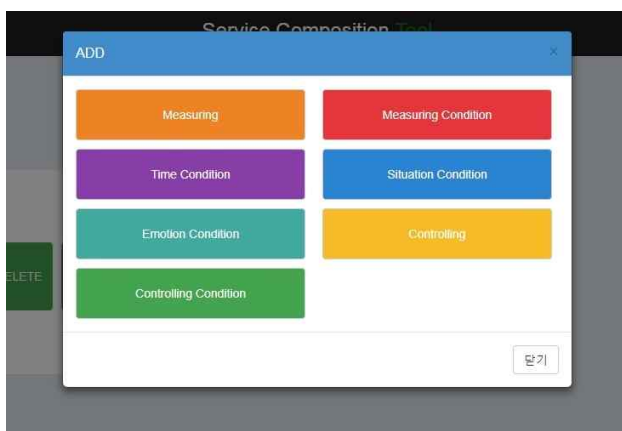 Service Composition Tool
ADD ×
Measuring Measuring Condition
Time Condition Situation Condition
Emotion Condition Controlling
ELETE
Controlling Condition
닫기